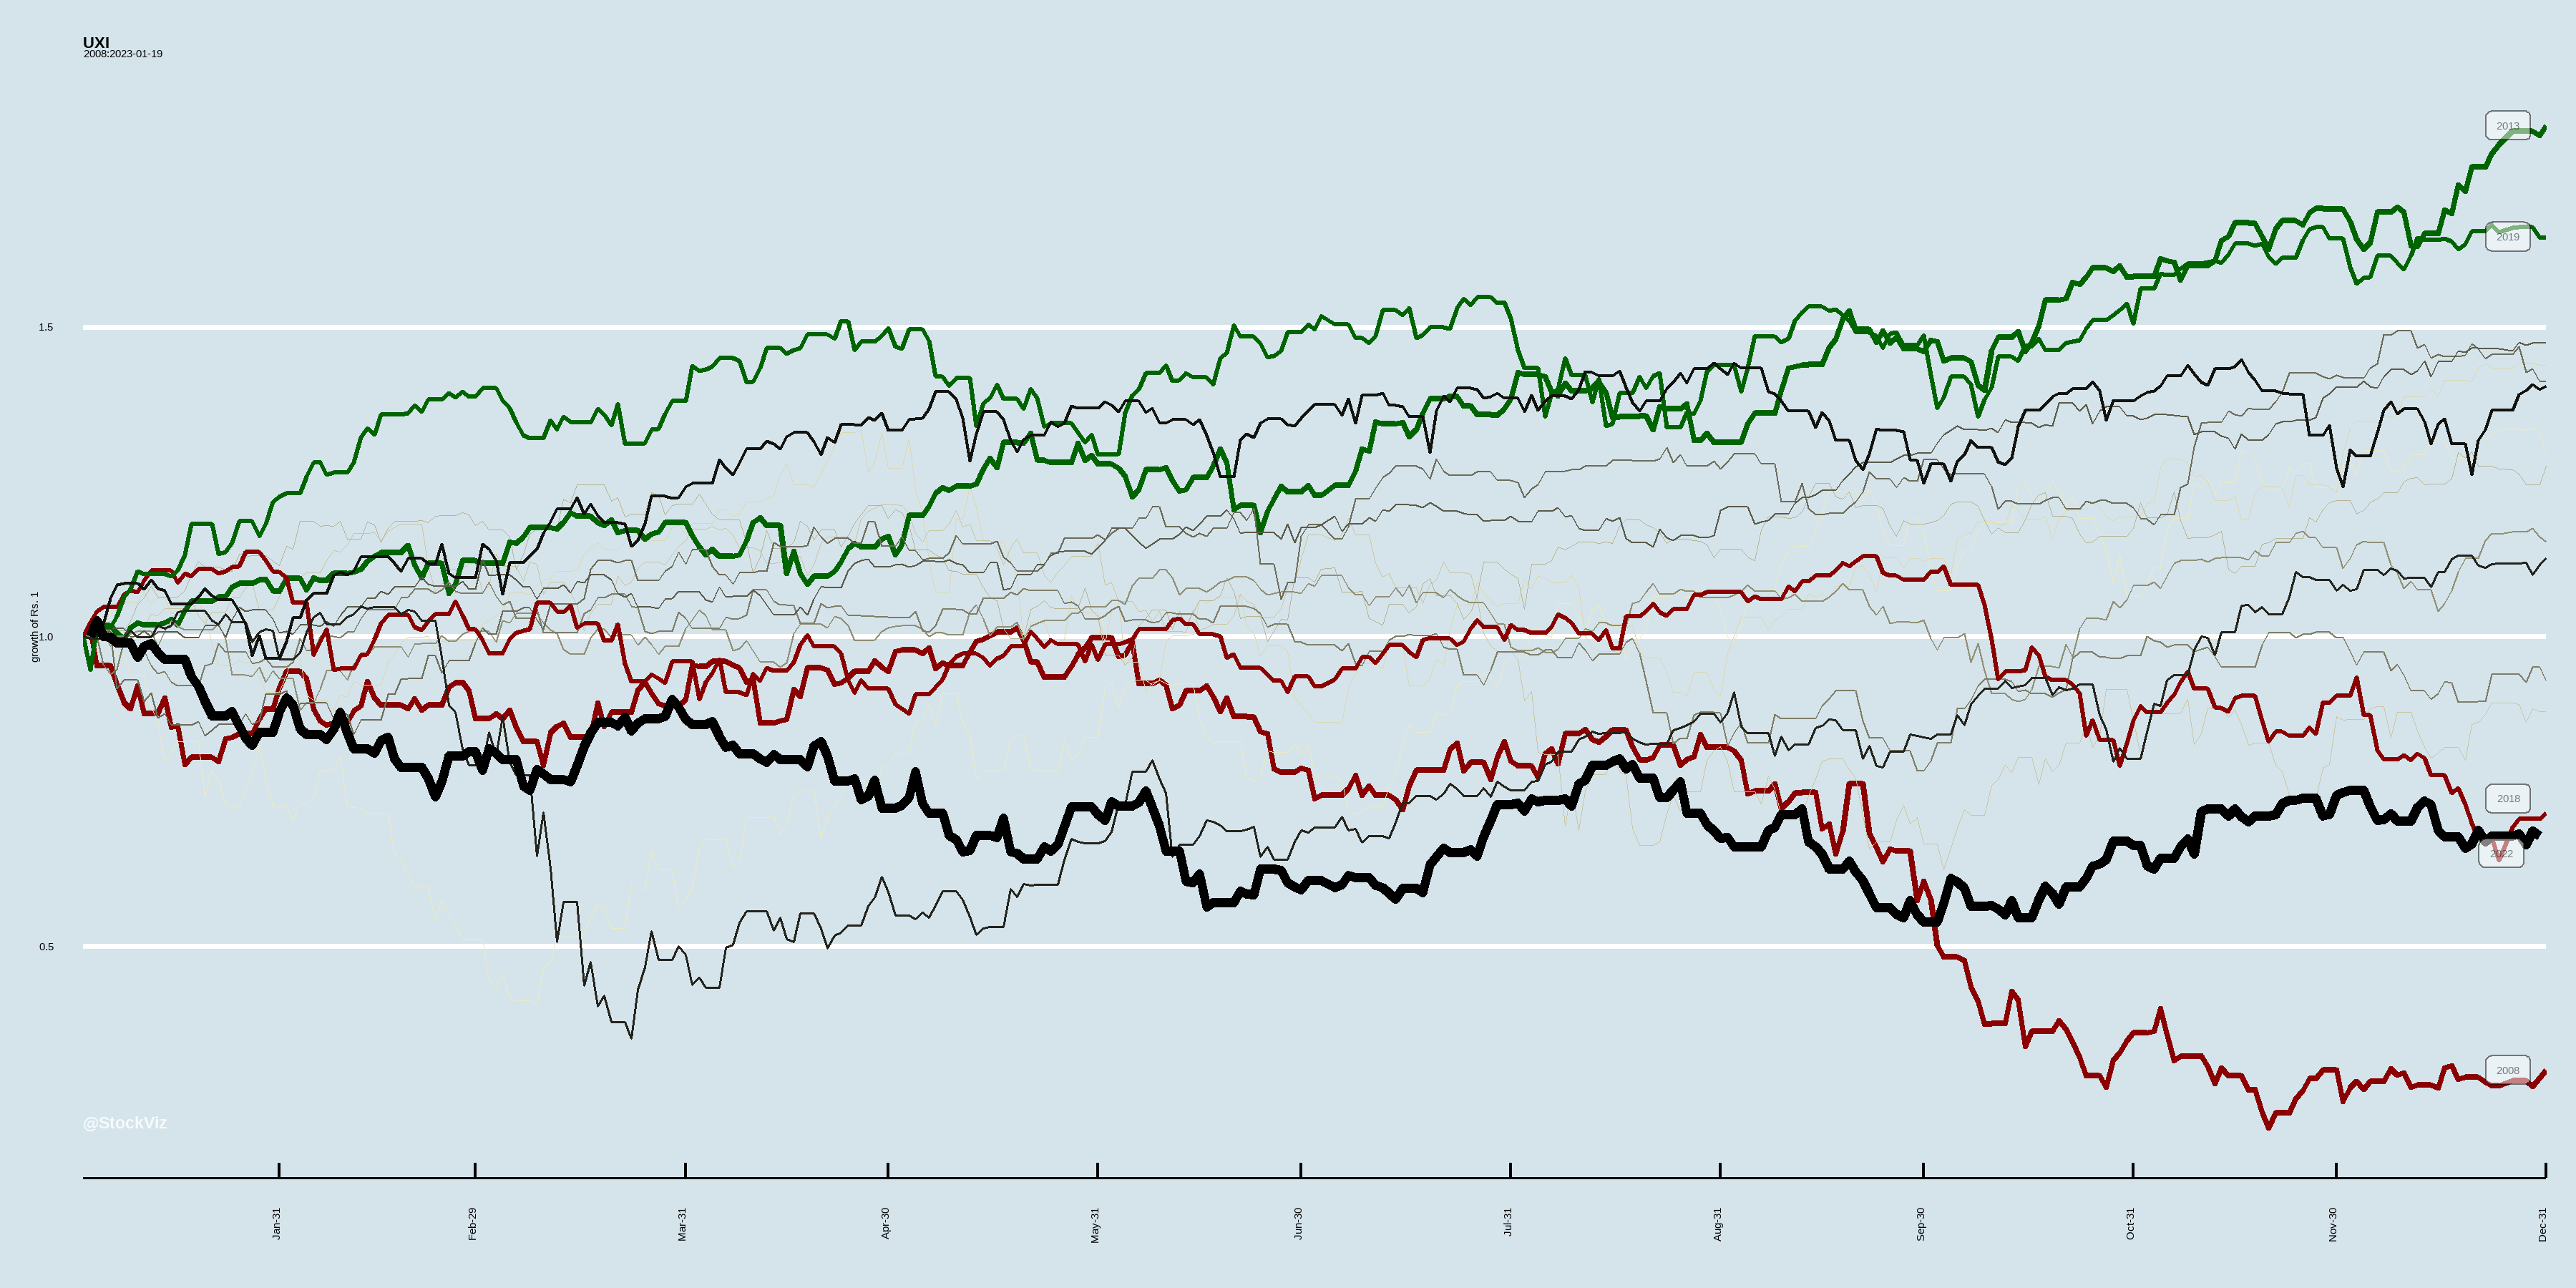 UXI
2008:2023-01-19
2013
2019
1.5
growth of Rs. 1
1.0
2018
2022
0.5
2008
@StockViz
Jan-31
Feb-29
Mar-31
Apr-30
May-31
Jun-30
Jul-31
Aug-31
Sep-30
Oct-31
Nov-30
Dec-31